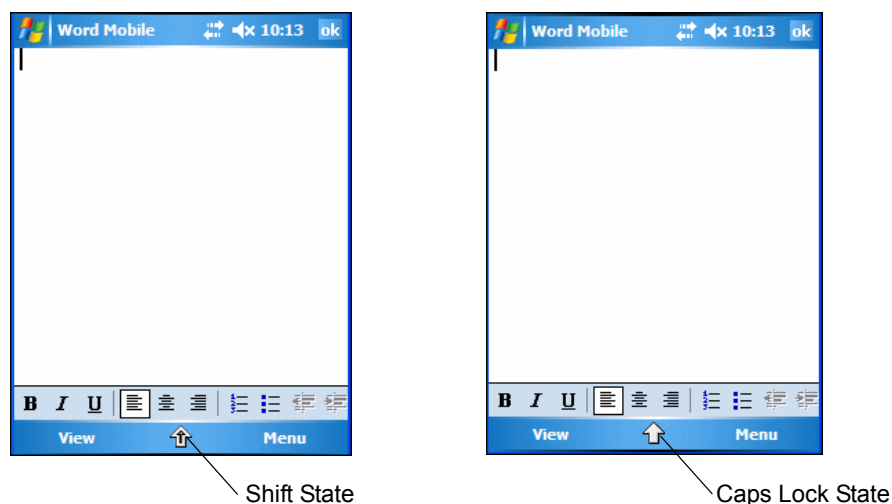 Word Mobile 10:13 ok
B I U
View Menu
Shift State
Word Mobile 10:13 ok
B I U
View Menu
Caps Lock State